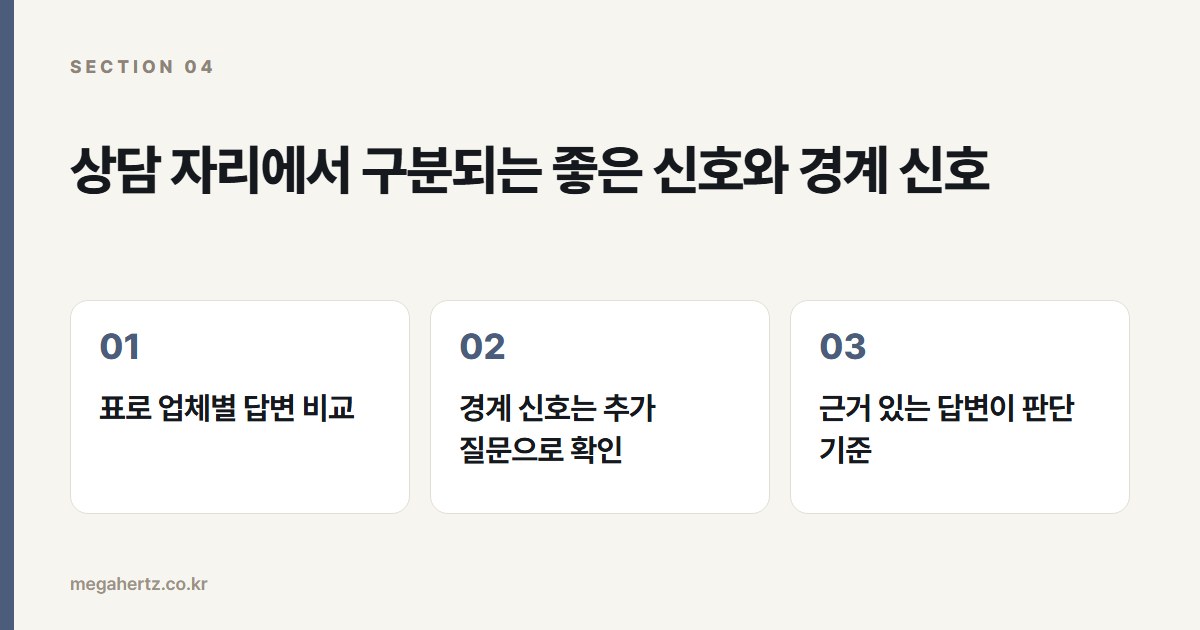 SECTION 04
상담 자리에서 구분되는 좋은 신호와 경계 신호
01
표로 업체별 답변 비교
02
경계 신호는 추가
질문으로 확인
03
근거 있는 답변이 판단
기준
megahertz.co.kr